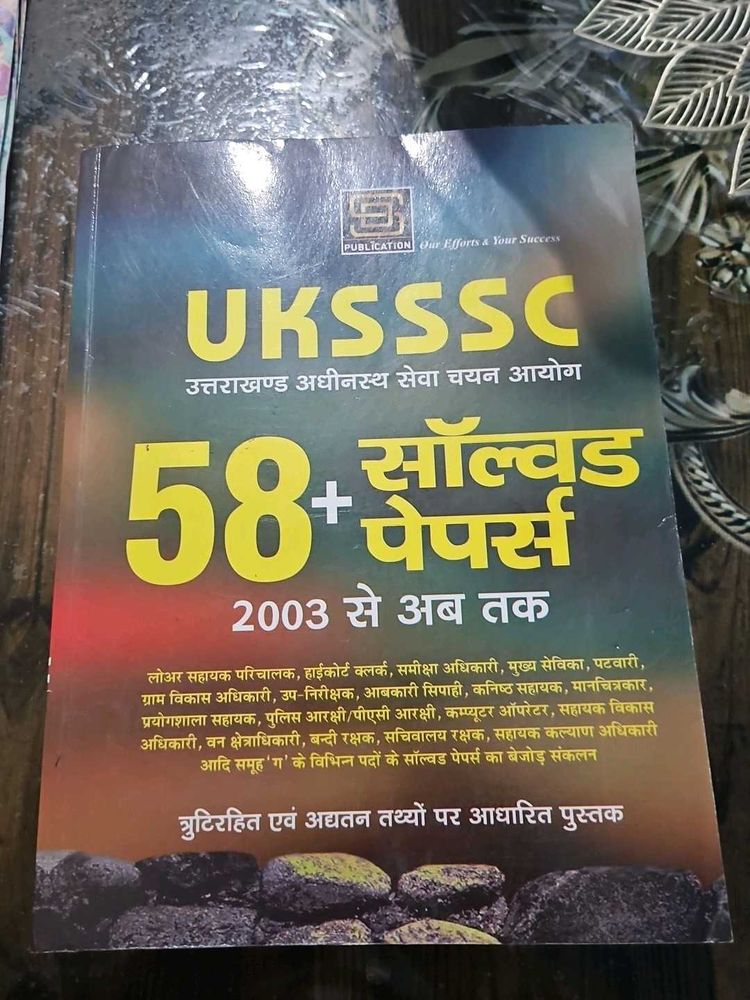 PUBLICATION
Our Efforts & Your Success
UKSSSC
उत्तराखण्ड अधीनस्थ सेवा चयन आयोग
58+ सॉल्वड
पेपर्स
2003 से अब तक
लोअर सहायक परिचालक, हाईकोर्ट क्लर्क, समीक्षा अधिकारी, मुख्य सेविका, पटवारी,
ग्राम विकास अधिकारी, उप-निरीक्षक, आबकारी सिपाही, कनिष्ठ सहायक, मानचित्रकार,
प्रयोगशाला सहायक, पुलिस आरक्षी/पीएसी आरक्षी, कम्प्यूटर ऑपरेटर, सहायक विकास
अधिकारी, वन क्षेत्राधिकारी, बन्दी रक्षक, सचिवालय रक्षक, सहायक कल्याण अधिकारी
आदि समूह 'ग' के विभिन्न पदों के सॉल्वड पेपर्स का बेजोड़ संकलन
त्रुटिरहित एवं अद्यतन तथ्यों पर आधारित पुस्तक